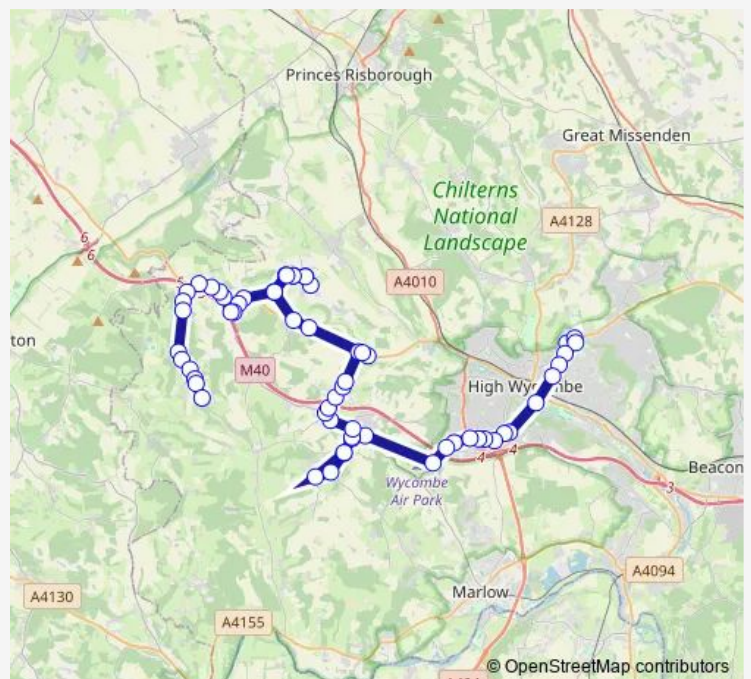 Princes Risborough
Great Missenden
Chilterns
National
Landscape
A4128
6
6
A4010
5
ton
M40
High Wycombe
4
4
Beacon
Wycombe
Air Park
3
A4094
A4130
Marlow
A4155
© OpenStreetMap contributors